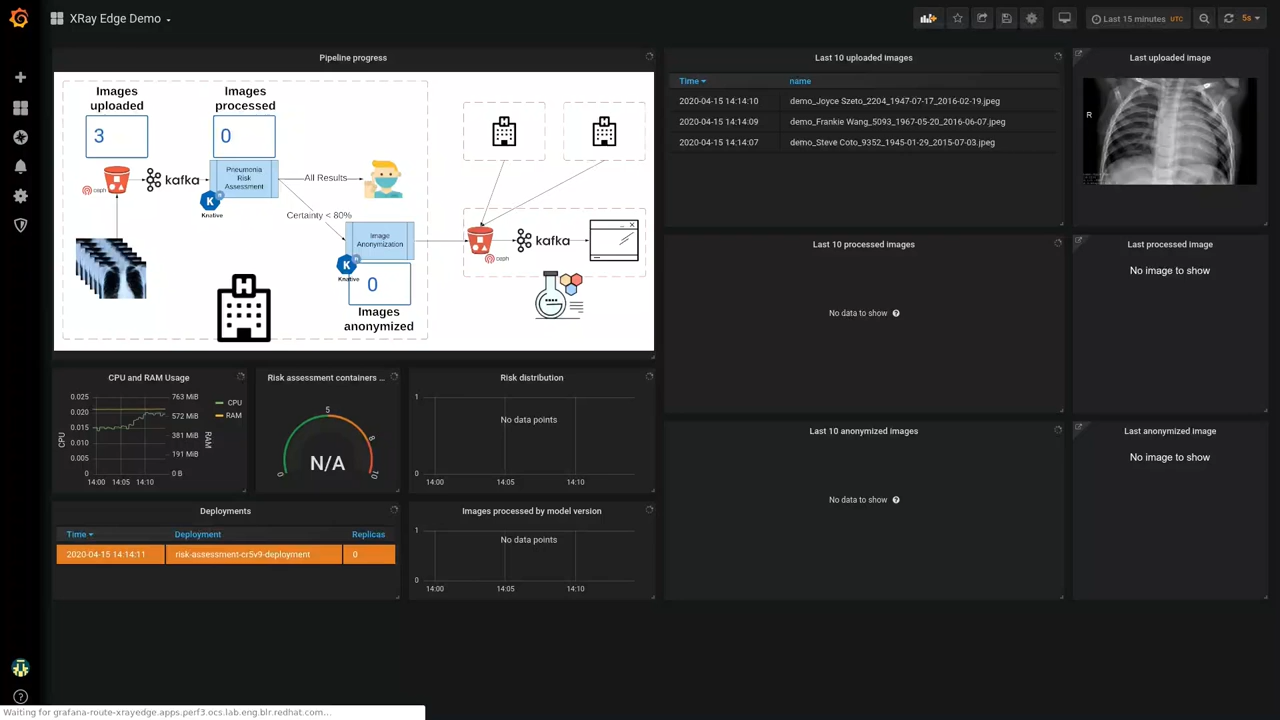 XRay Edge Demo
Last 15 minutes UTC
5s
Pipeline progress
Images
uploaded
3
Images
processed
0
ceph
kafka
Pneumonia
Risk
Assessment
Knative
All Results
Certainty < 80%
Image
Anonymization
Knative
0
Images
anonymized
ceph
kafka
Last 10 uploaded images
Time name
2020-04-15 14:14:10 demo_Joyce Szeto_2204_1947-07-17_2016-02-19.jpeg
2020-04-15 14:14:09 demo_Frankie Wang_5093_1967-05-20_2016-06-07.jpeg
2020-04-15 14:14:07 demo_Steve Coto_9352_1945-01-29_2015-07-03.jpeg
Last uploaded image
R
Last 10 processed images
No data to show
Last processed image
No image to show
Last 10 anonymized images
No data to show
Last anonymized image
No image to show
CPU and RAM Usage
0.025 763 MiB
0.020 572 MiB
0.015 381 MiB
0.010 191 MiB
0.005 0 B
0
CPU
RAM
14:00 14:05 14:10
CPU
RAM
Risk assessment containers ...
0 5 8 10
N/A
Risk distribution
1
No data points
0
14:00 14:05 14:10
Deployments
Time Deployment Replicas
2020-04-15 14:14:11 risk-assessment-cr5v9-deployment 0
Images processed by model version
1
No data points
0
14:00 14:05 14:10
Waiting for grafana-route-xrayedge.apps.perf3.ocs.lab.eng.blr.redhat.com...